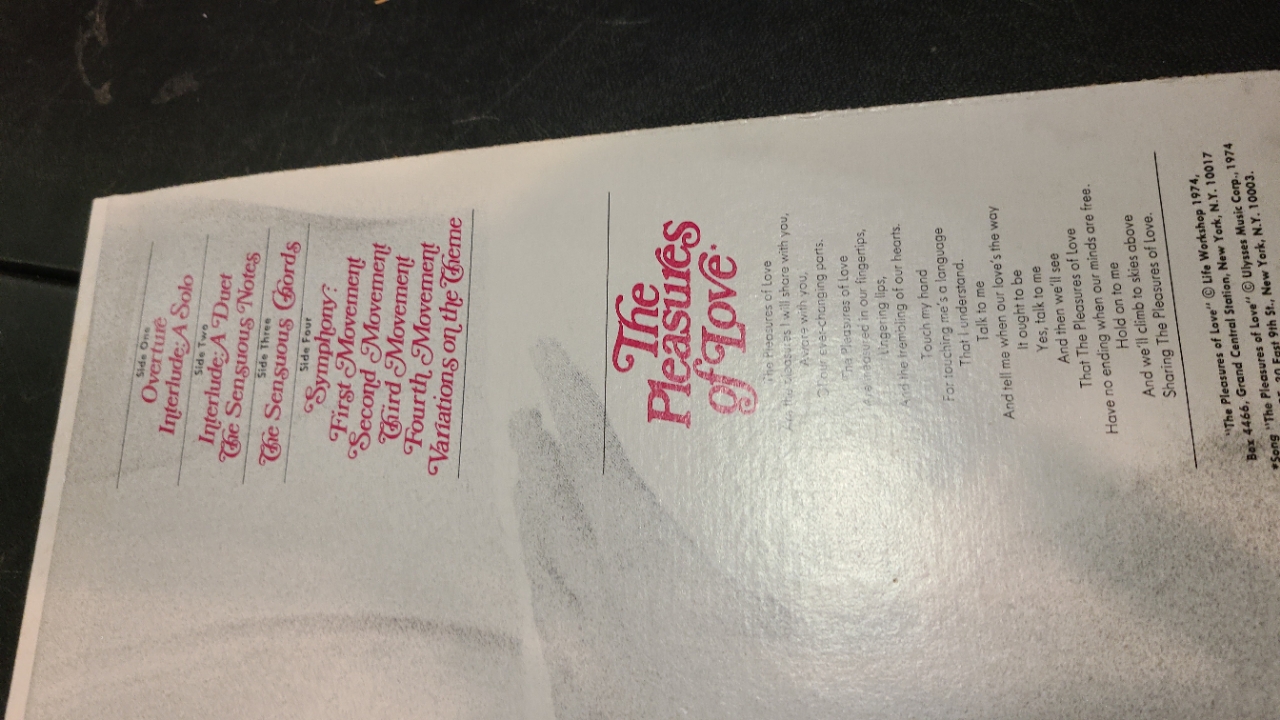 Side One
Overture
Interlude: A Solo
Side Two
Interlude: A Duet
The Sensuous Notes
Side Three
The Sensuous Chords
Side Four
Symphony:
First Movement
Second Movement
Third Movement
Fourth Movement
Variations on the Theme
The
Pleasures
of Love*
The Pleasures of Love
Are the pleasures I will share with you,
with you,
Of our ever-changing parts.
The Pleasures of Love
in our fingertips,
Lingering lips,
And the trembling of our hearts.
Touch my hand
For touching me's a language
That I understand.
Talk to me
And tell me when our love's the way
It ought to be
Yes, talk to me
And then we'll see
That The Pleasures of Love
Have no ending when our minds are free.
Hold on to me
And we'll climb to skies above
Sharing The Pleasures of Love.
"The Pleasures of Love" © Life Workshop 1974,
Box 4466, Grand Central Station, New York, N.Y. 10017
*Song "The Pleasures of Love" © Ulysses Music Corp., 1974
East 9th St., New York, N.Y. 10003.